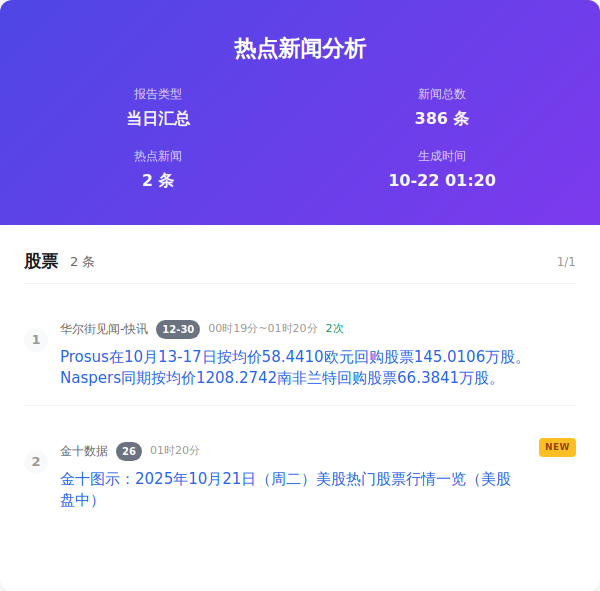 热点新闻分析
报告类型
新闻总数
当日汇总
386 条
热点新闻
生成时间
2 条
10-22 01:20
股票 2 条 1/1
1 华尔街见闻-快讯 12-30 00时19分~01时20分 2次
Prosus在10月13-17日按均价58.4410欧元回购股票145.0106万股。
Naspers同期按均价1208.2742南非兰特回购股票66.3841万股。
2 金十数据 26 01时20分 NEW
金十图示：2025年10月21日（周二）美股热门股票行情一览（美股
盘中）